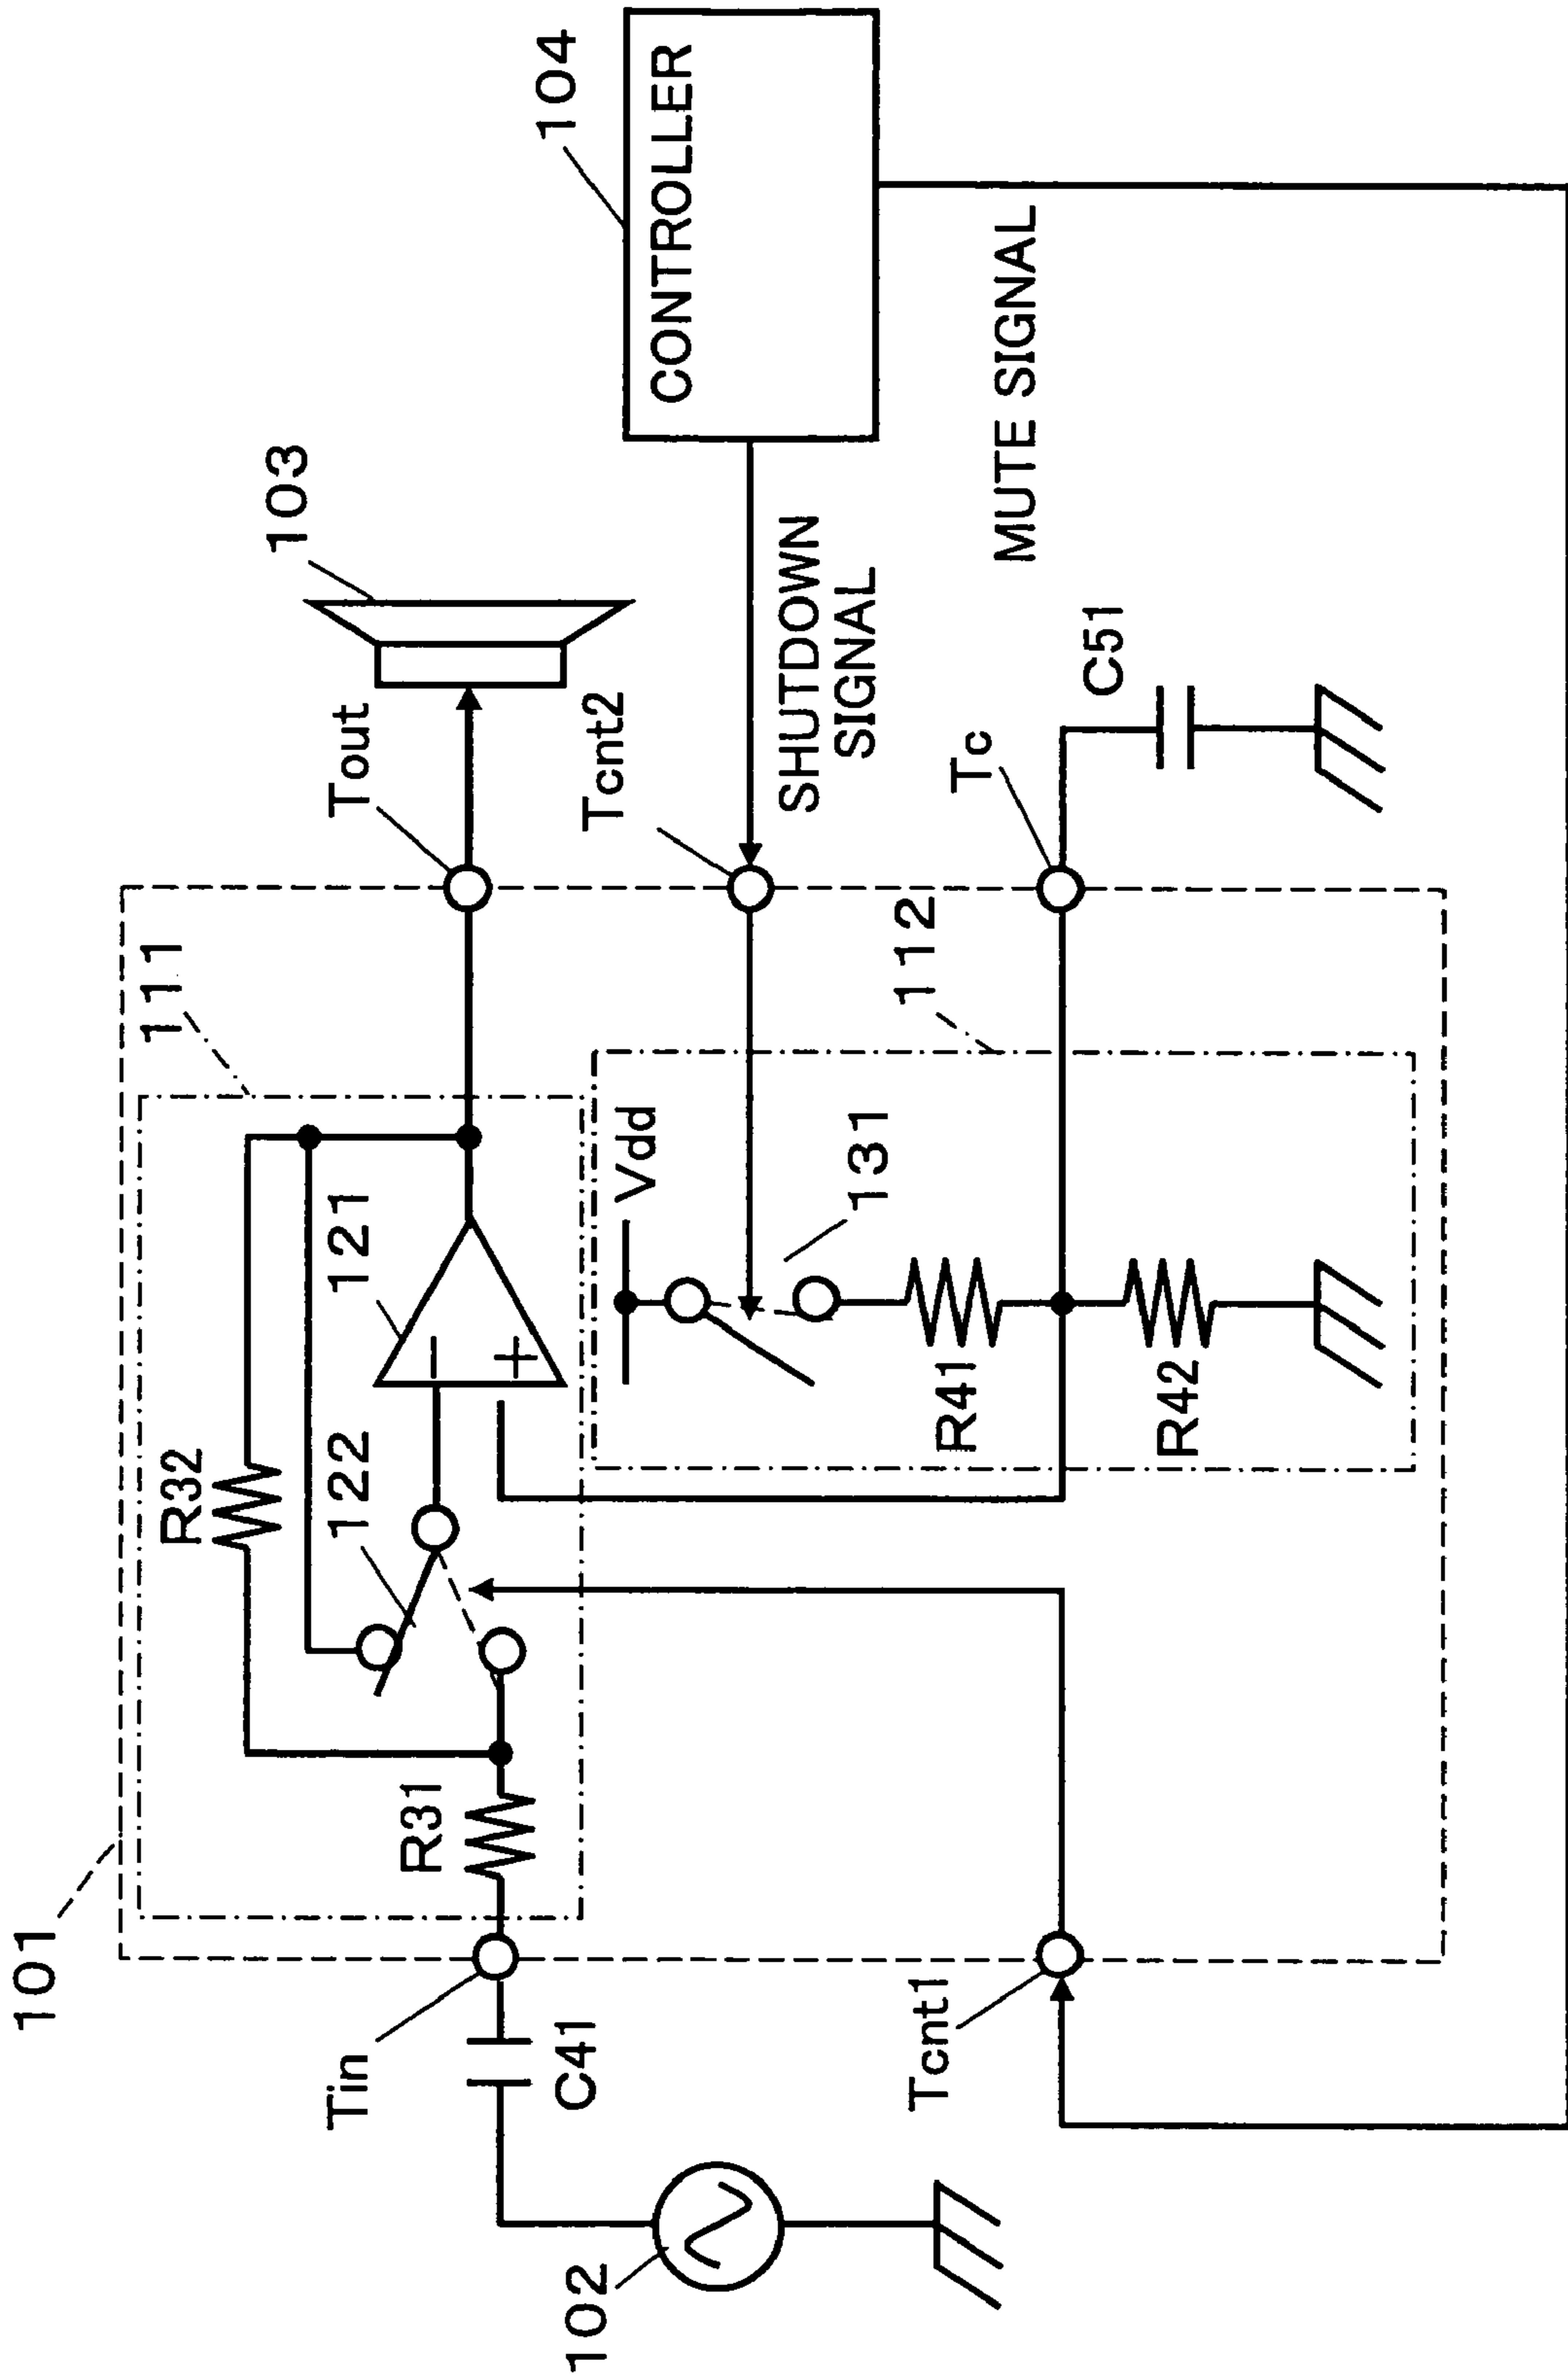 101
111
R32
103
Tout
122
121
104
Tin
R31
Tcnt2
CONTROLLER
C41
Vdd
102
131
SHUTDOWN
SIGNAL
112
Tcnt1
R41
Tc
MUTE SIGNAL
R42
C51